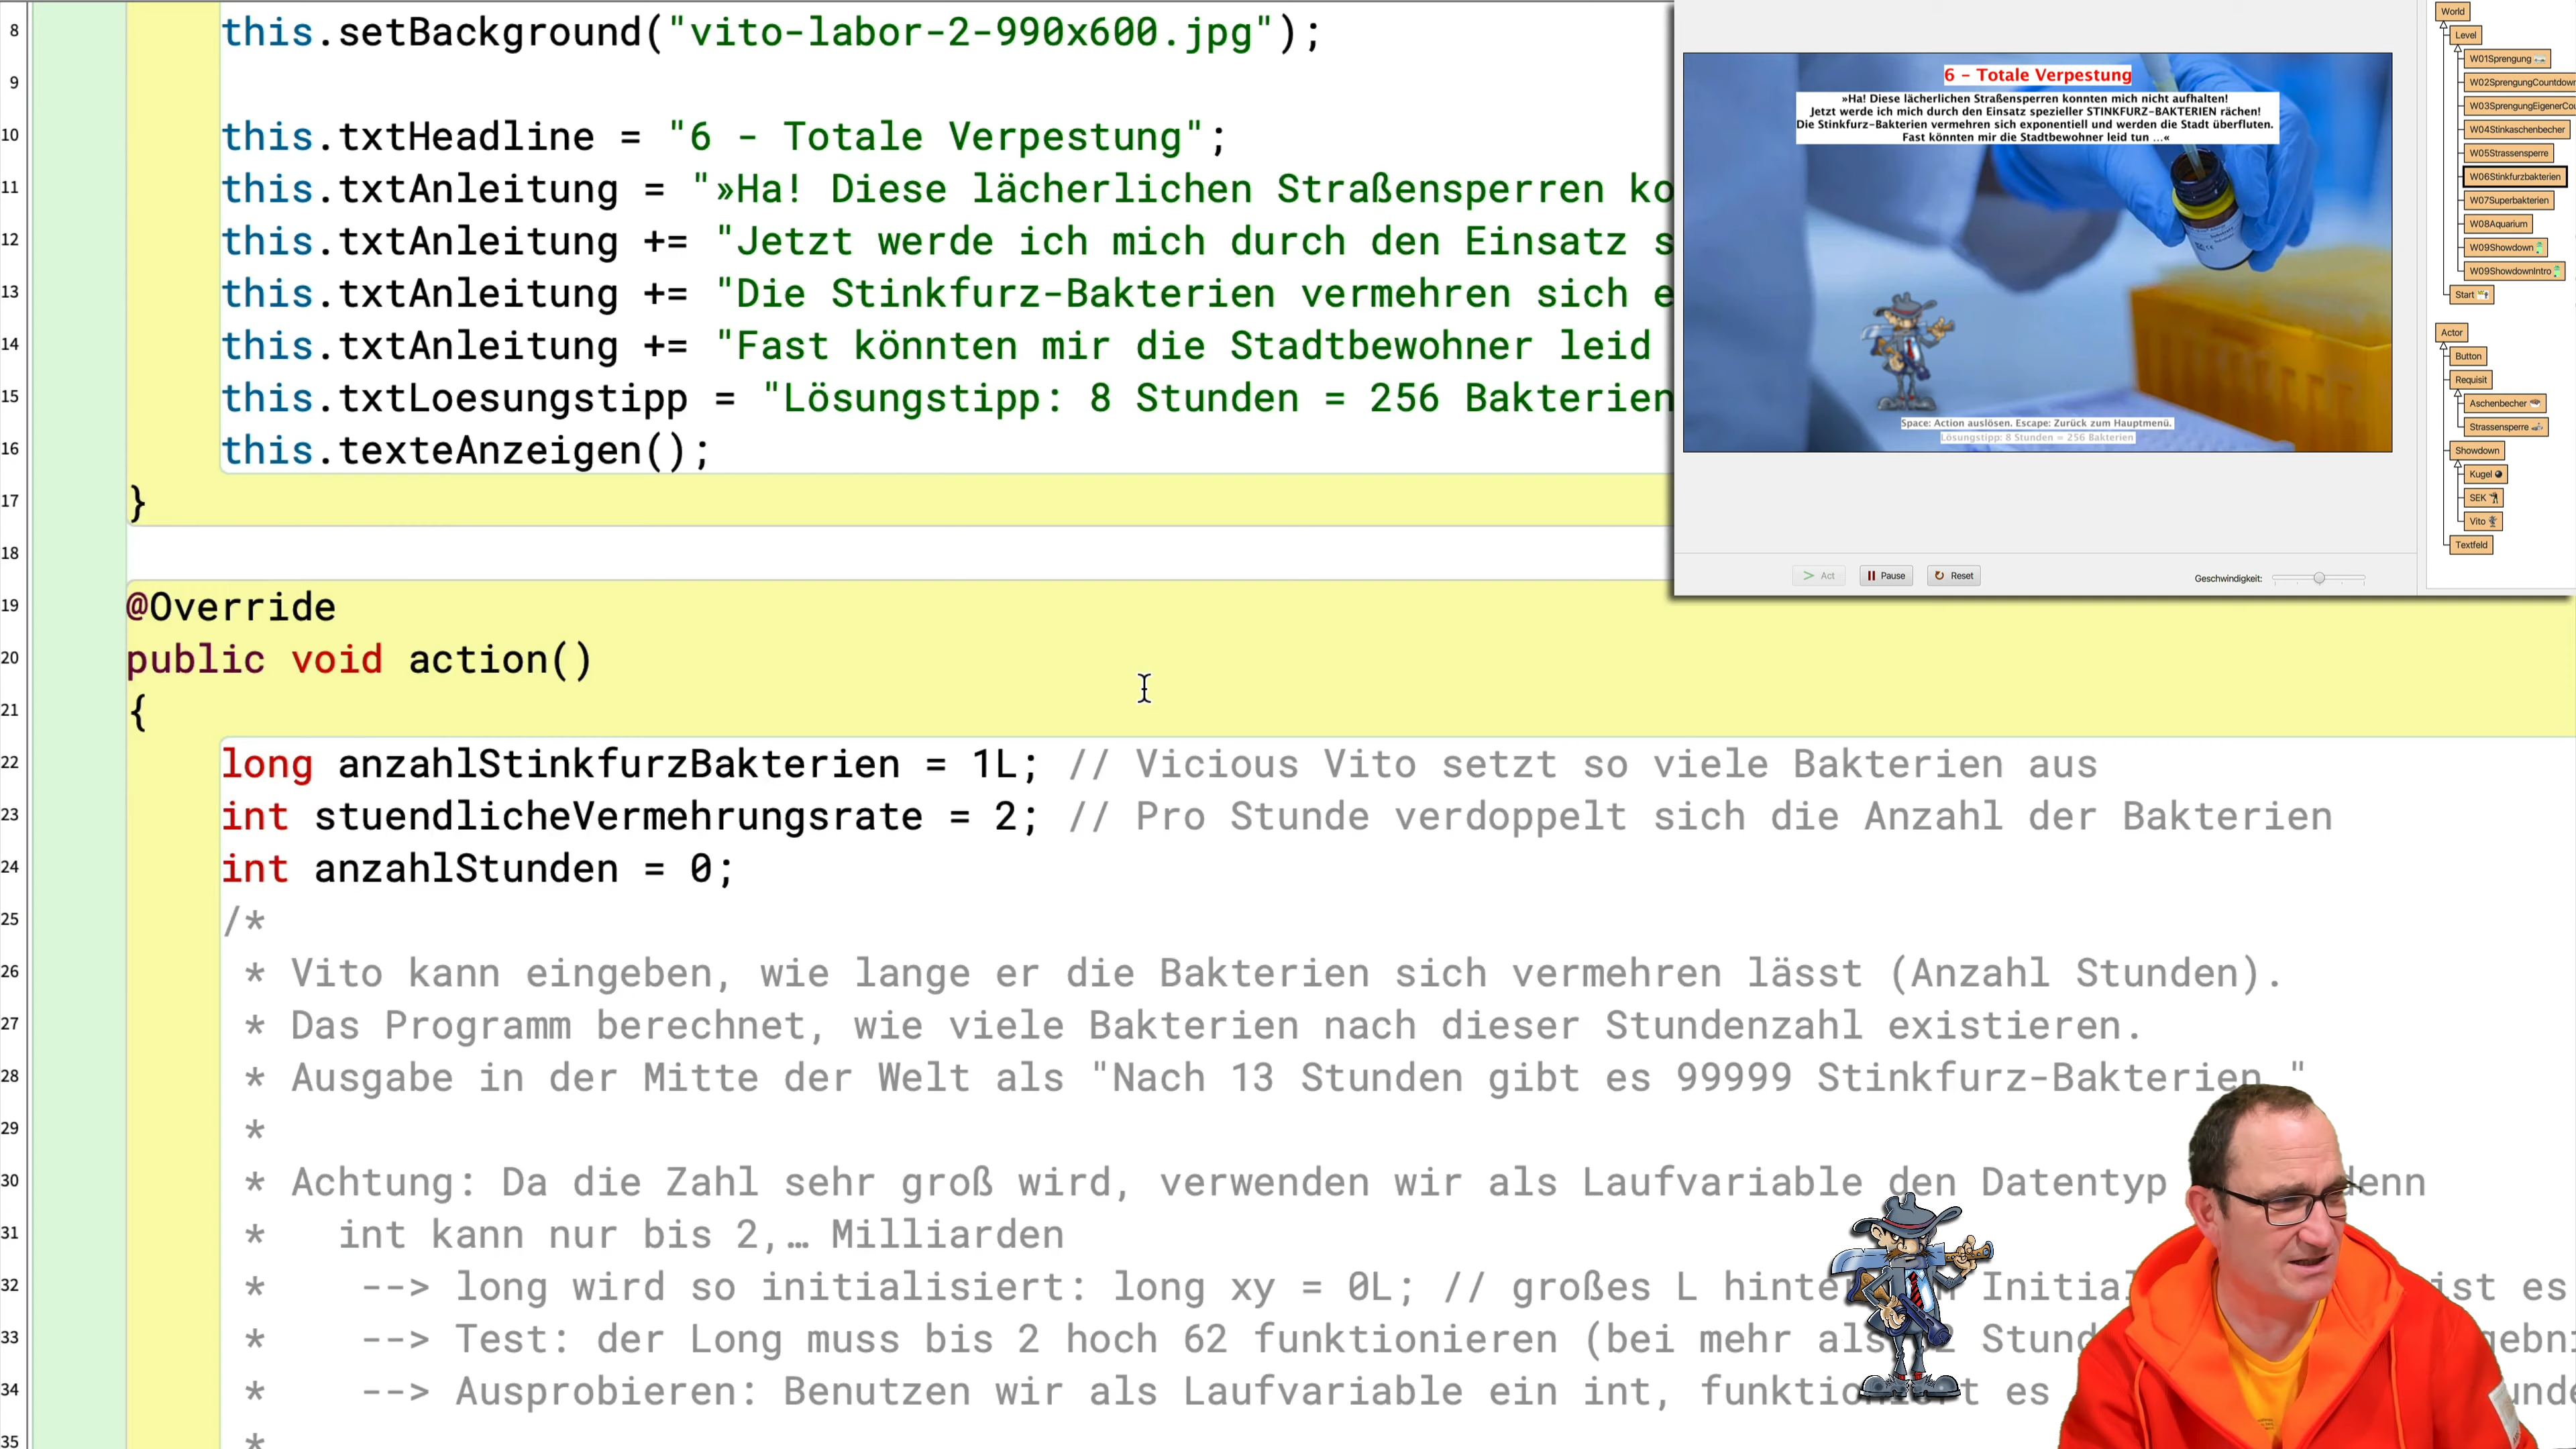 8 this.setBackground("vito-labor-2-990x600.jpg");
9
10 this.txtHeadline = "6 - Totale Verpestung";
11 this.txtAnleitung = "»Ha! Diese lächerlichen Straßensperren ko
12 this.txtAnleitung += "Jetzt werde ich mich durch den Einsatz s
13 this.txtAnleitung += "Die Stinkfurz-Bakterien vermehren sich e
14 this.txtAnleitung += "Fast könnten mir die Stadtbewohner leid
15 this.txtLoesungstipp = "Lösungstipp: 8 Stunden = 256 Bakterien
16 this.texteAnzeigen();
17 }
18
19 @Override
20 public void action()
21 {
22 long anzahlStinkfurzBakterien = 1L; // Vicious Vito setzt so viele Bakterien aus
23 int stuendlicheVermehrungsrate = 2; // Pro Stunde verdoppelt sich die Anzahl der Bakterien
24 int anzahlStunden = 0;
25 /*
26 * Vito kann eingeben, wie lange er die Bakterien sich vermehren lässt (Anzahl Stunden).
27 * Das Programm berechnet, wie viele Bakterien nach dieser Stundenzahl existieren.
28 * Ausgabe in der Mitte der Welt als "Nach 13 Stunden gibt es 99999 Stinkfurz-Bakterien."
29 *
30 * Achtung: Da die Zahl sehr groß wird, verwenden wir als Laufvariable den Datentyp denn
31 * int kann nur bis 2,… Milliarden
32 * --> long wird so initialisiert: long xy = 0L; // großes L hinte Initial ist es
33 * --> Test: der Long muss bis 2 hoch 62 funktionieren (bei mehr als 2 Stund gebni
34 * --> Ausprobieren: Benutzen wir als Laufvariable ein int, funktioniert es unde
35 *
6 - Totale Verpestung
»Ha! Diese lächerlichen Straßensperren konnten mich nicht aufhalten!
Jetzt werde ich mich durch den Einsatz spezieller STINKFURZ-BAKTERIEN rächen!
Die Stinkfurz-Bakterien vermehren sich exponentiell und werden die Stadt überfluten.
Fast könnten mir die Stadtbewohner leid tun ...«
Space: Action auslösen. Escape: Zurück zum Hauptmenü.
Lösungstipp: 8 Stunden = 256 Bakterien
Act
Pause
Reset
Geschwindigkeit:
World
Level
W01Sprengung
W02SprengungCountdown
W03SprengungEigenerCou
W04Stinkaschenbecher
W05Strassensperre
W06Stinkfurzbakterien
W07Superbakterien
W08Aquarium
W09Showdown
W09ShowdownIntro
Start
Actor
Button
Requisit
Aschenbecher
Strassensperre
Showdown
Kugel
SEK
Vito
Textfeld